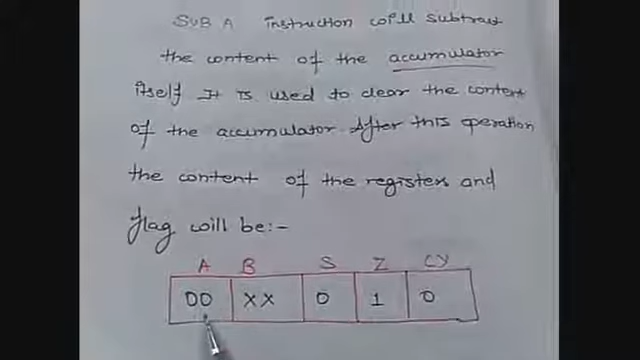 SUB A instruction will subtract
the content of the accumulator
itself It is used to clear the content
of the accumulator After this operation
the content of the registers and
flag will be:-
A B S Z CY
00 XX 0 1 0